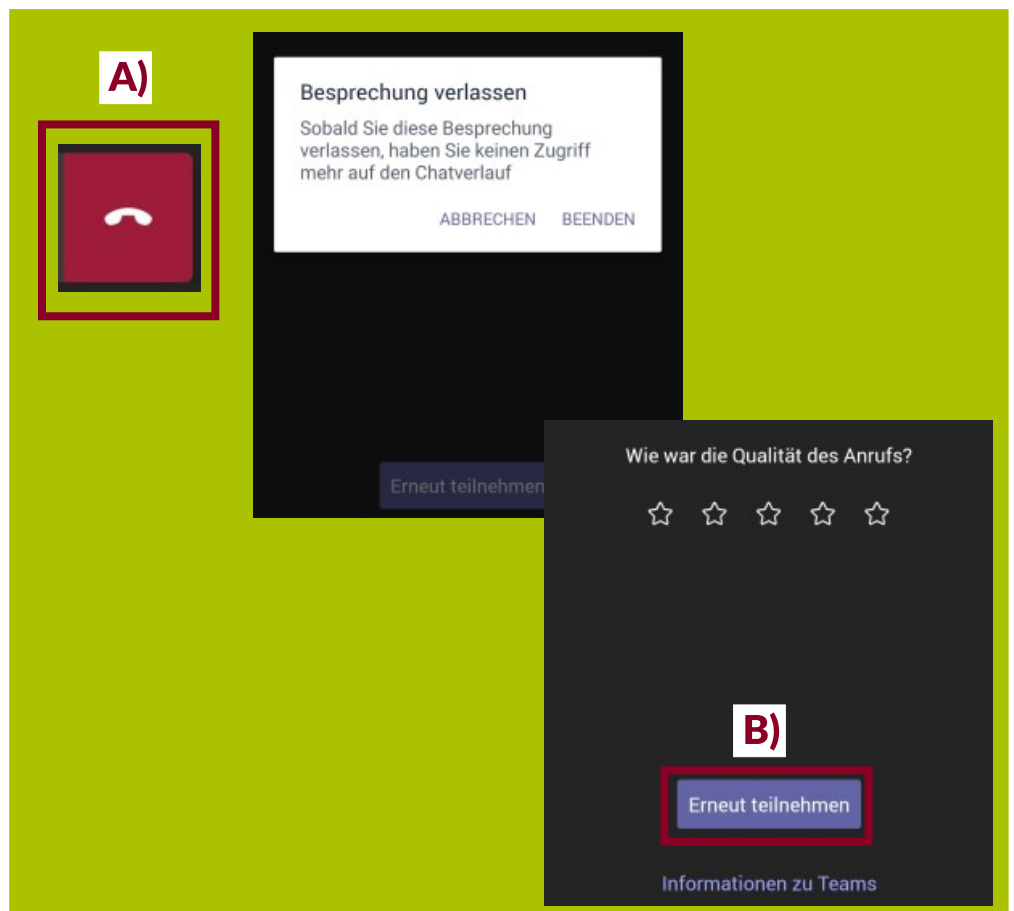 A)
Besprechung verlassen
Sobald Sie diese Besprechung
verlassen, haben Sie keinen Zugriff
mehr auf den Chatverlauf
ABBRECHEN BEENDEN
Erneut teilnehmen
Wie war die Qualität des Anrufs?
B)
Erneut teilnehmen
Informationen zu Teams